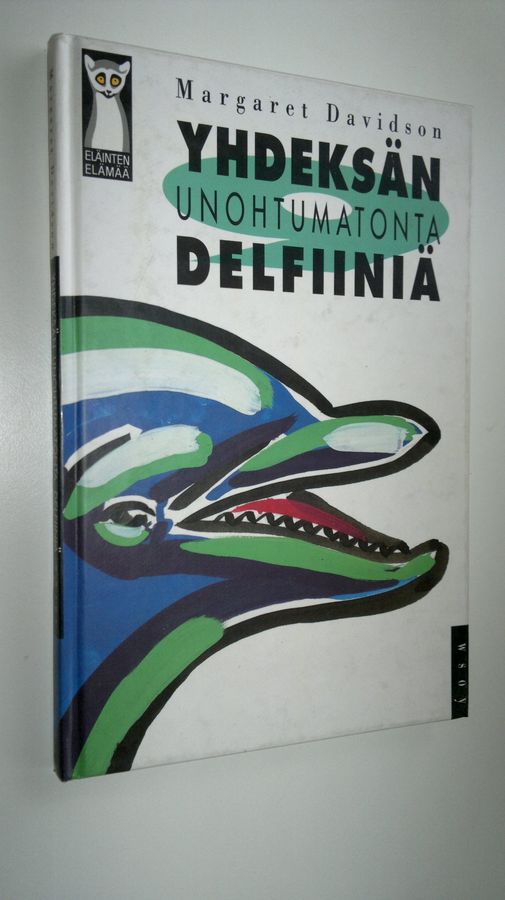 Margaret Davidson
YHDEKSÄN
UNOHTUMATONTA
DELFIINIÄ
ELÄINTEN
ELÄMÄÄ
WSOY